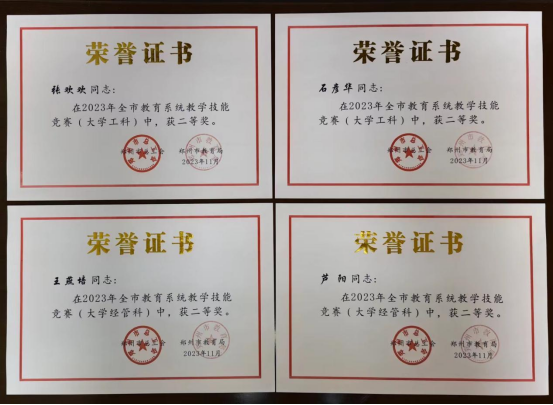 荣誉证书
张欢欢同志:
在2023年全市教育系统教学技能
竞赛(大学工科)中,获二等奖。
郑州市教育局
2023年11月
荣誉证书
石彦华同志:
在2023年全市教育系统教学技能
竞赛(大学工科)中,获二等奖。
郑州市教育局
2023年11月
荣誉证书
王燕培同志:
在2023年全市教育系统教学技能
竞赛(大学经管科)中,获二等奖。
郑州市教育局
2023年11月
荣誉证书
芦阳同志:
在2023年全市教育系统教学技能
竞赛(大学经管科)中,获二等奖。
郑州市教育局
2023年11月